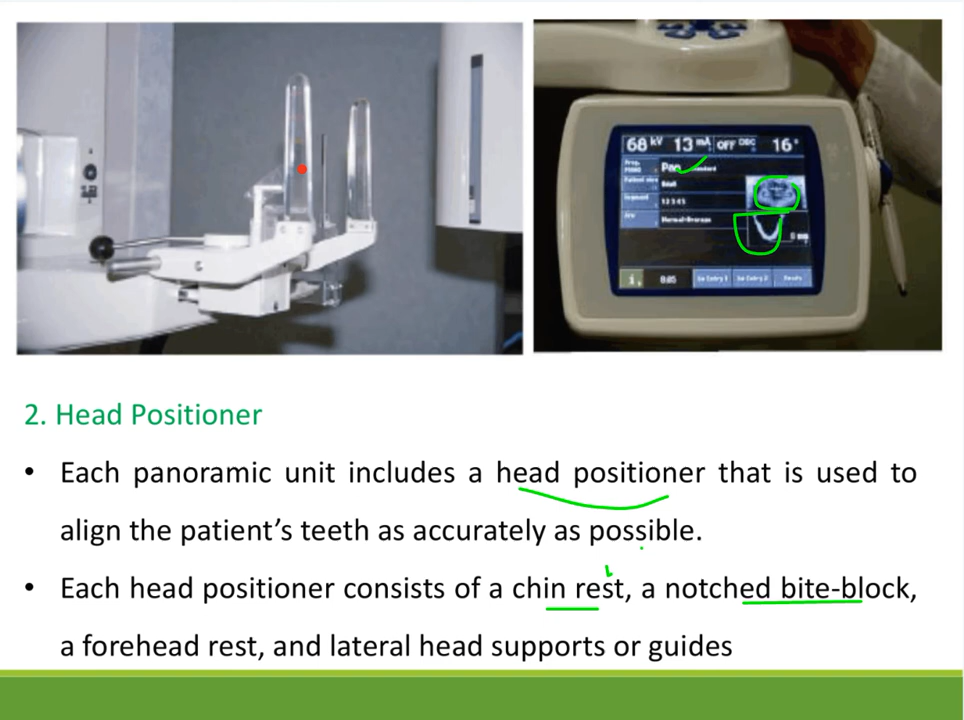 68 kV 13 mA OFF 16°
Pan
12345
i
2. Head Positioner
• Each panoramic unit includes a head positioner that is used to
align the patient's teeth as accurately as possible.
• Each head positioner consists of a chin rest, a notched bite-block,
a forehead rest, and lateral head supports or guides